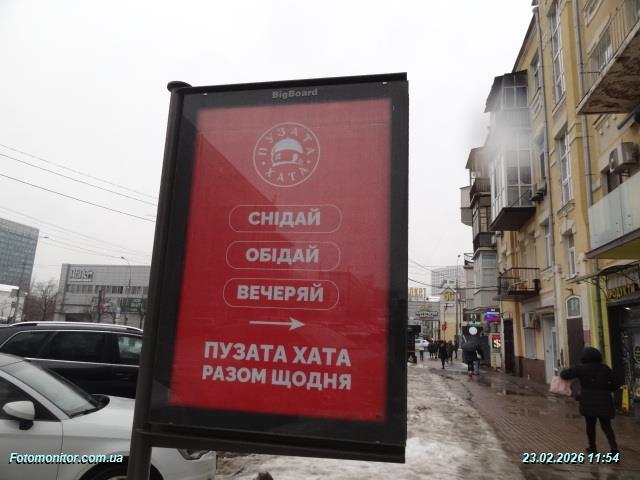 BigBoard
ПУЗАТА
ХАТА
СНІДАЙ
ОБІДАЙ
ВЕЧЕРЯЙ
ПУЗАТА ХАТА
РАЗОМ ЩОДНЯ
Fotomonitor.com.ua
23.02.2026 11:54